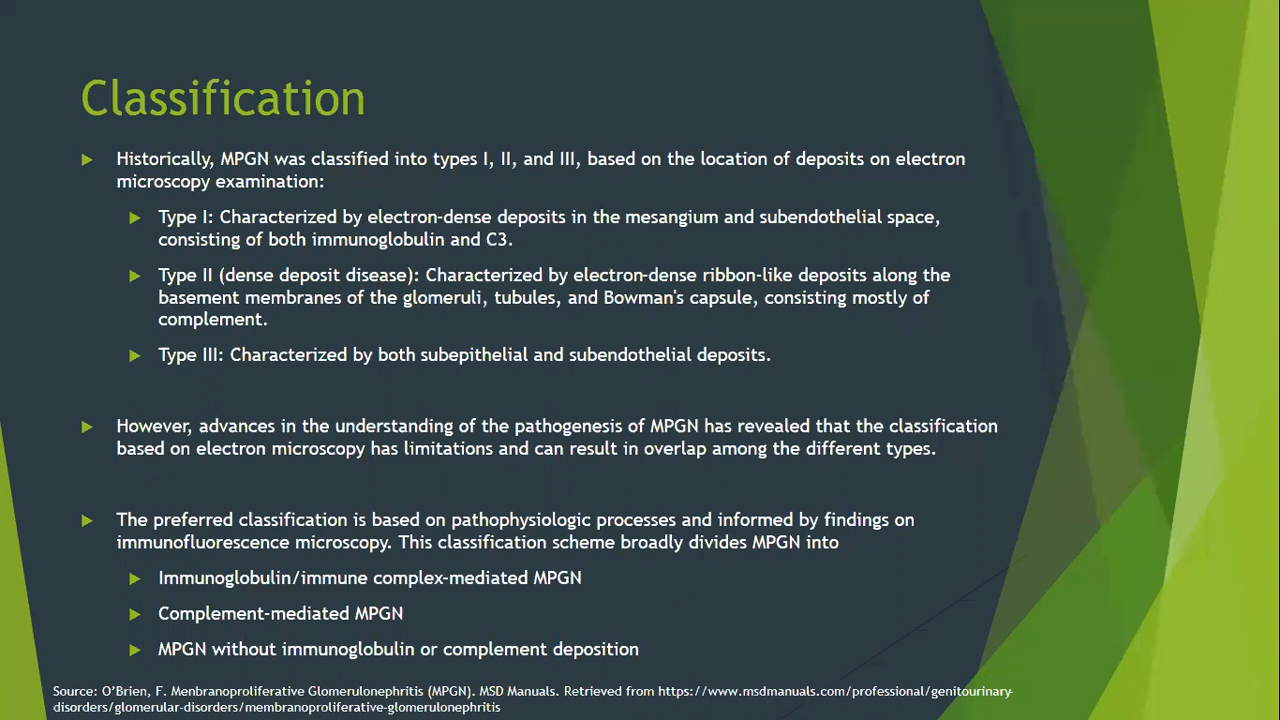 Classification
Historically, MPGN was classified into types I, II, and III, based on the location of deposits on electron
microscopy examination:
Type I: Characterized by electron-dense deposits in the mesangium and subendothelial space,
consisting of both immunoglobulin and C3.
Type II (dense deposit disease): Characterized by electron-dense ribbon-like deposits along the
basement membranes of the glomeruli, tubules, and Bowman's capsule, consisting mostly of
complement.
Type III: Characterized by both subepithelial and subendothelial deposits.
However, advances in the understanding of the pathogenesis of MPGN has revealed that the classification
based on electron microscopy has limitations and can result in overlap among the different types.
The preferred classification is based on pathophysiologic processes and informed by findings on
immunofluorescence microscopy. This classification scheme broadly divides MPGN into
Immunoglobulin/immune complex-mediated MPGN
Complement-mediated MPGN
MPGN without immunoglobulin or complement deposition
Source: O’Brien, F. Menbranoproliferative Glomerulonephritis (MPGN). MSD Manuals. Retrieved from https://www.msdmanuals.com/professional/genitourinary-
disorders/glomerular-disorders/membranoproliferative-glomerulonephritis